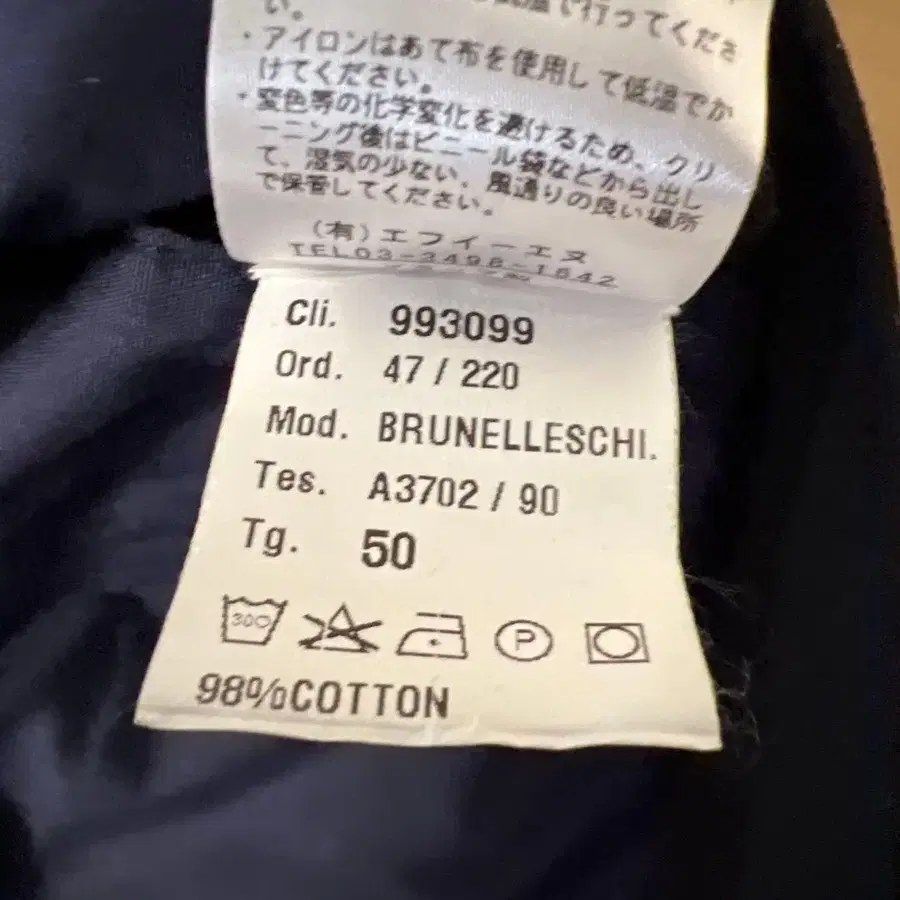 い。
・アイロンはあて布を使用して低温でか
けてください。
・変色等の化学変化を避けるため、クリ
ーニング後はビニール袋などから出し
て、湿気の少ない、風通りの良い場所
で保管してください。
(有)エフイーエヌ
TEL03-3498-1642
Cli. 993099
Ord. 47 / 220
Mod. BRUNELLESCHI.
Tes. A3702 / 90
Tg. 50
30○ P
98%COTTON